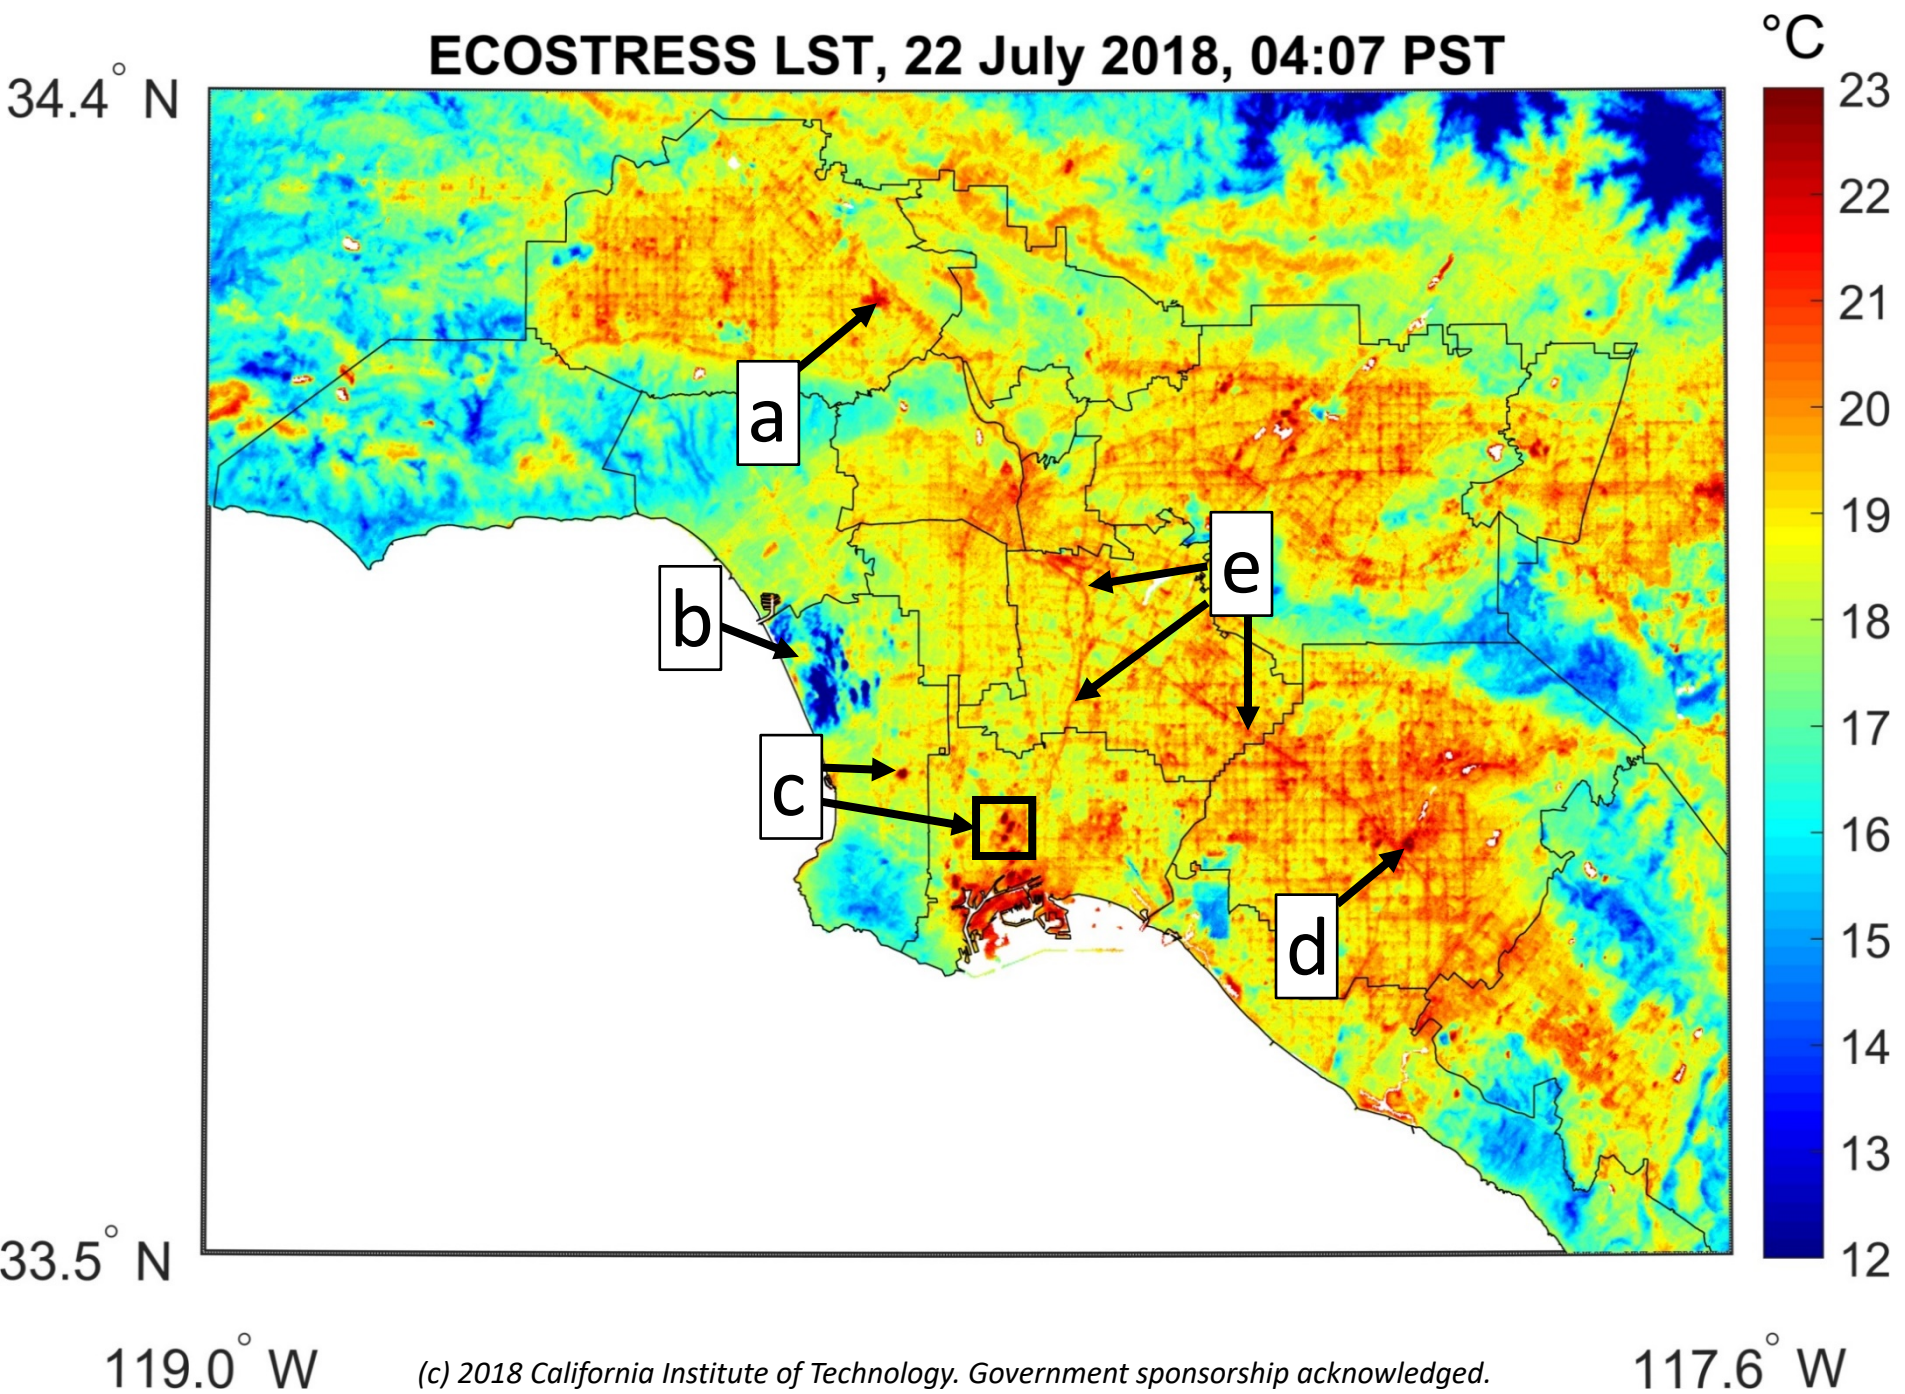 ECOSTRESS LST, 22 July 2018, 04:07 PST
°C
34.4° N
23
22
21
20
19
18
17
16
15
14
13
12
a
b
c
d
e
33.5° N
119.0° W
(c) 2018 California Institute of Technology. Government sponsorship acknowledged.
117.6° W